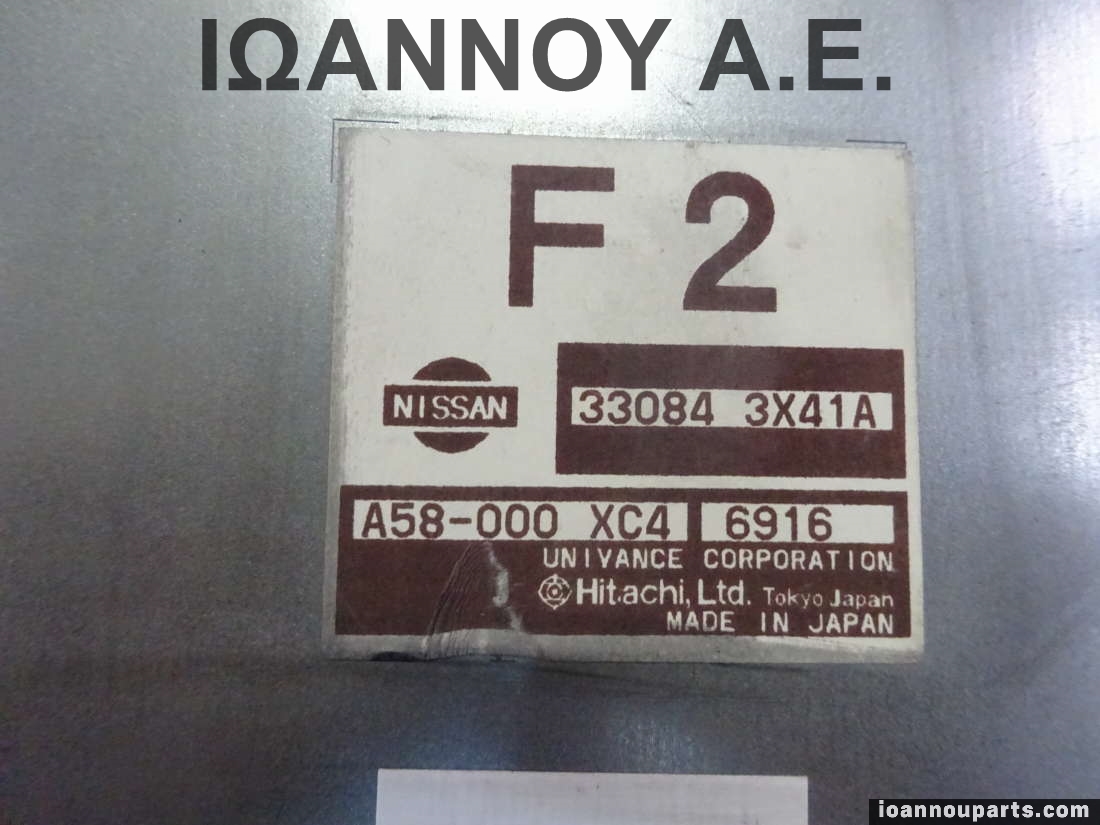 ΙΩΑΝΝΟΥ Α.Ε.
F 2
NISSAN
33084 3X41A
A58-000 XC4 6916
UNIVANCE CORPORATION
Hitachi, Ltd. Tokyo Japan
MADE IN JAPAN
ioannouparts.com